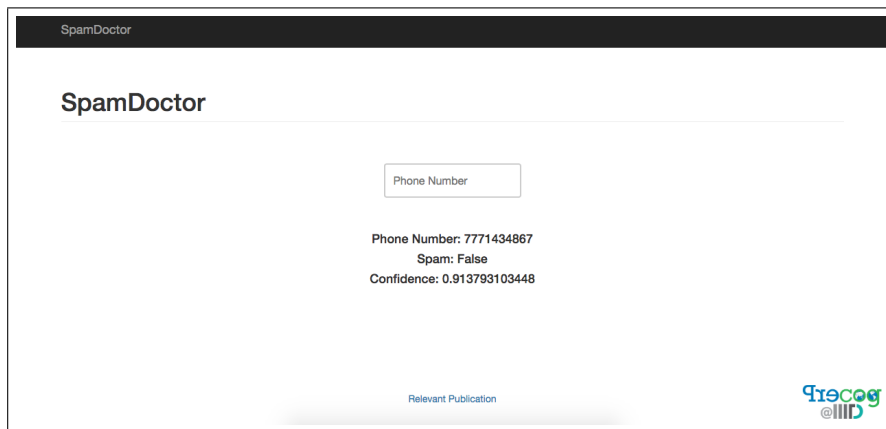 SpamDoctor
SpamDoctor
Phone Number
Phone Number: 7771434867
Spam: False
Confidence: 0.913793103448
Relevant Publication
Precog
@IIITD